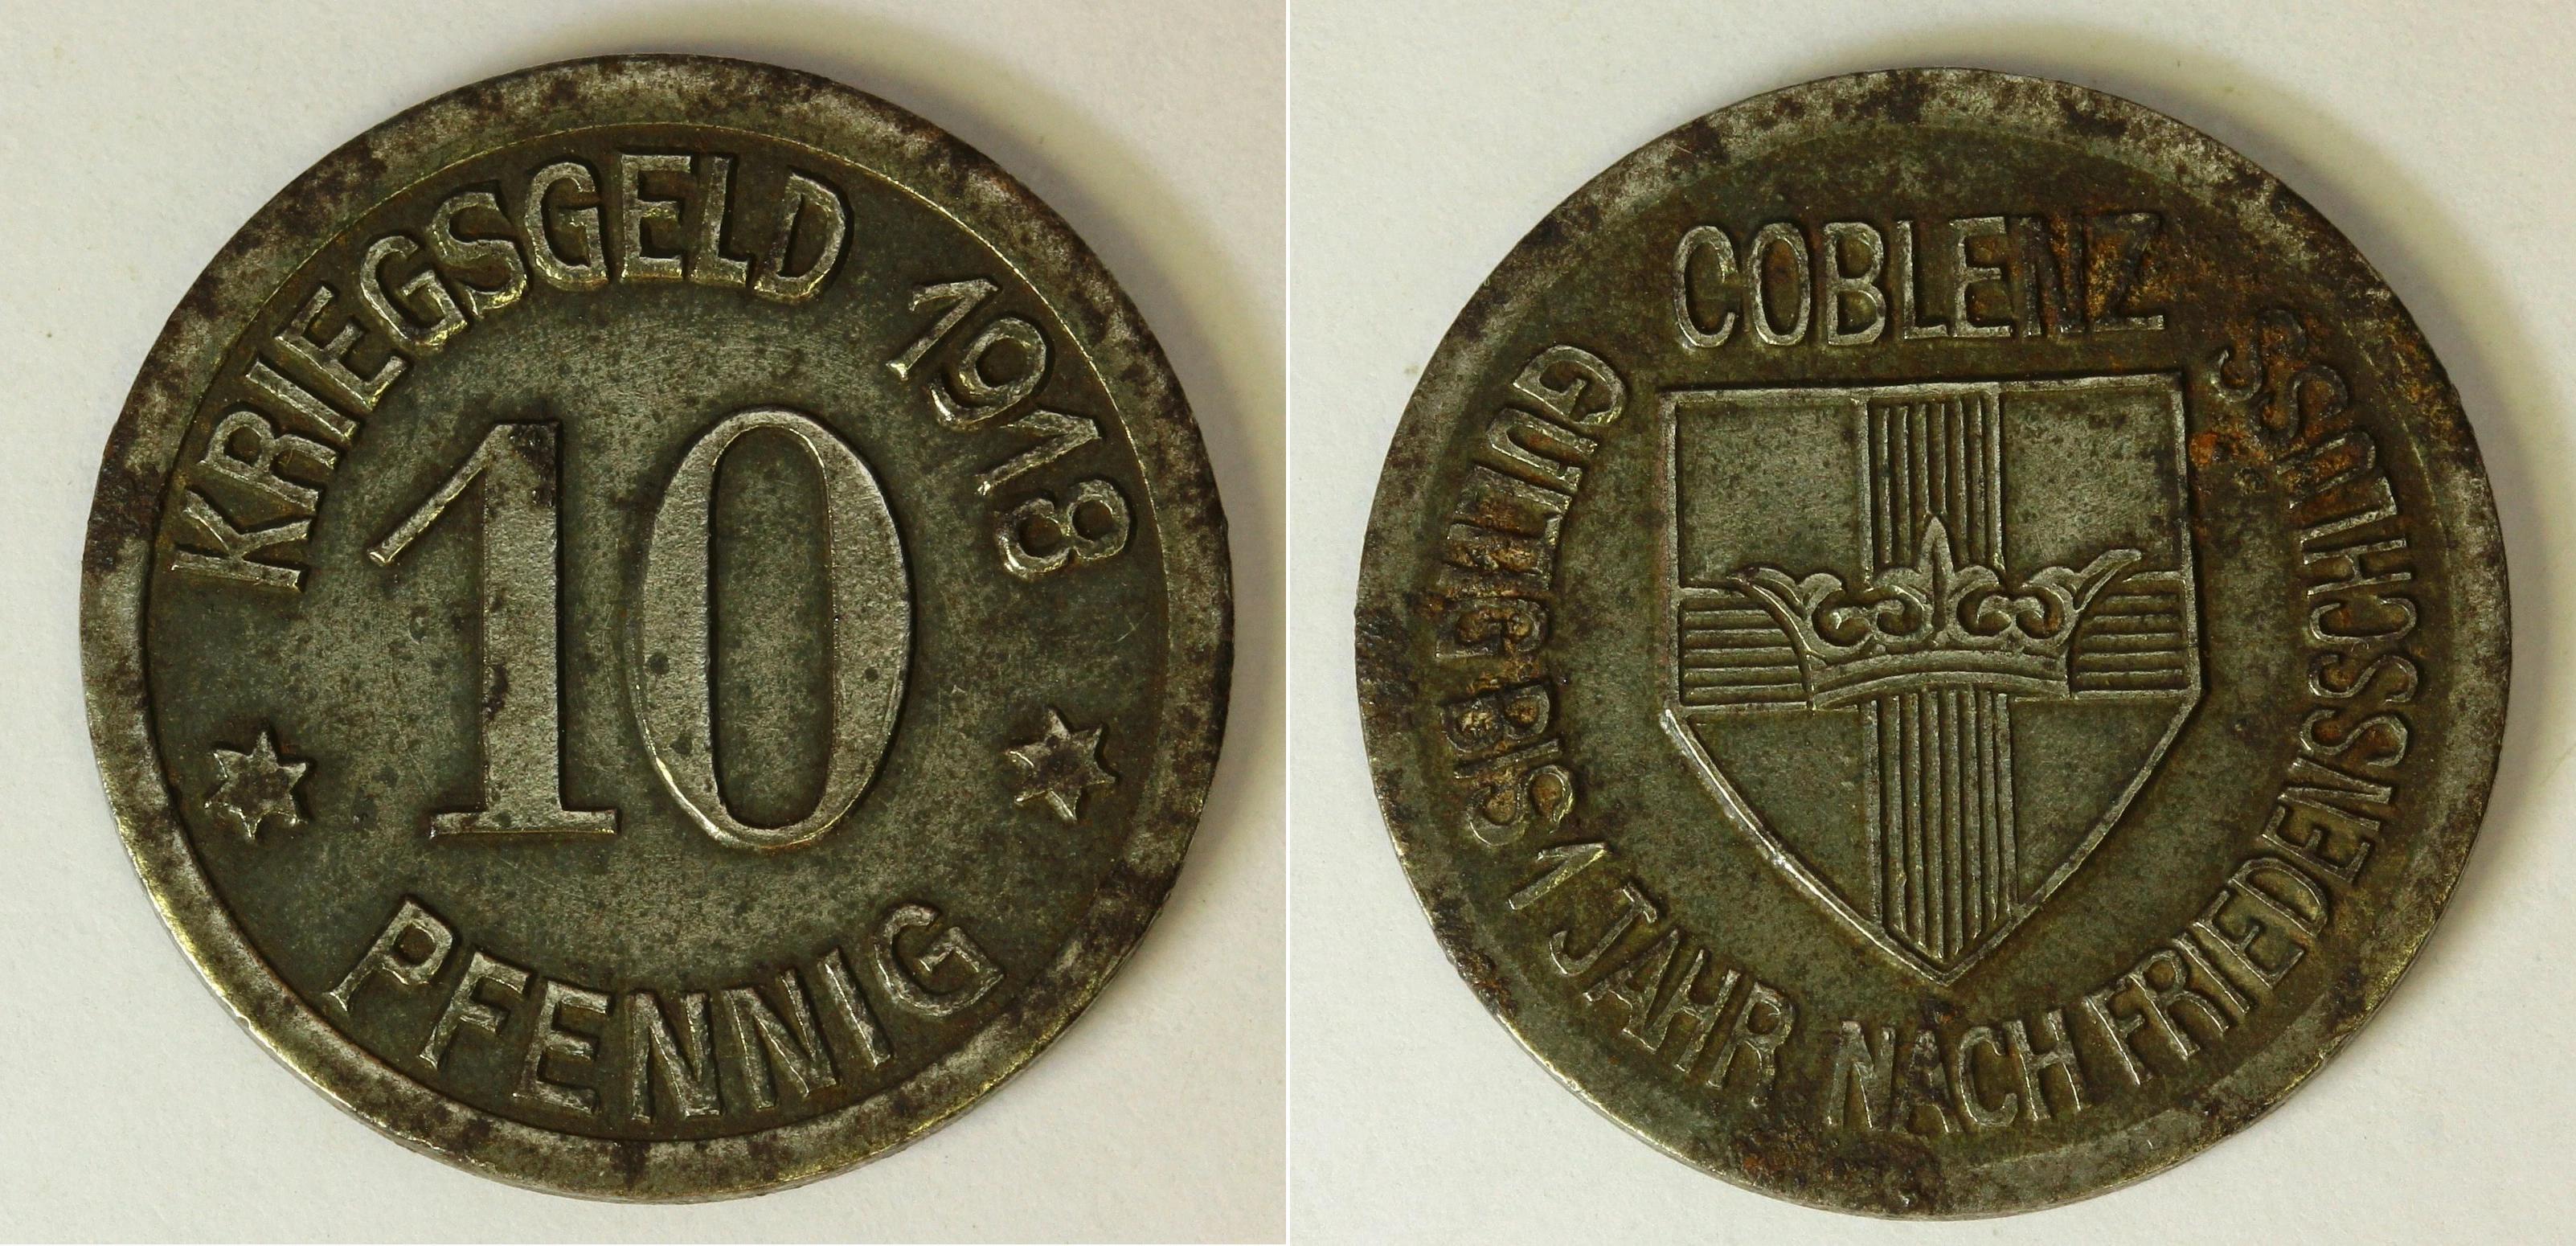 KRIEGSGELD 1918
10
PFENNIG
COBLENZ
GÜLTIG BIS 1 JAHR NACH FRIEDENSSCHLUSS